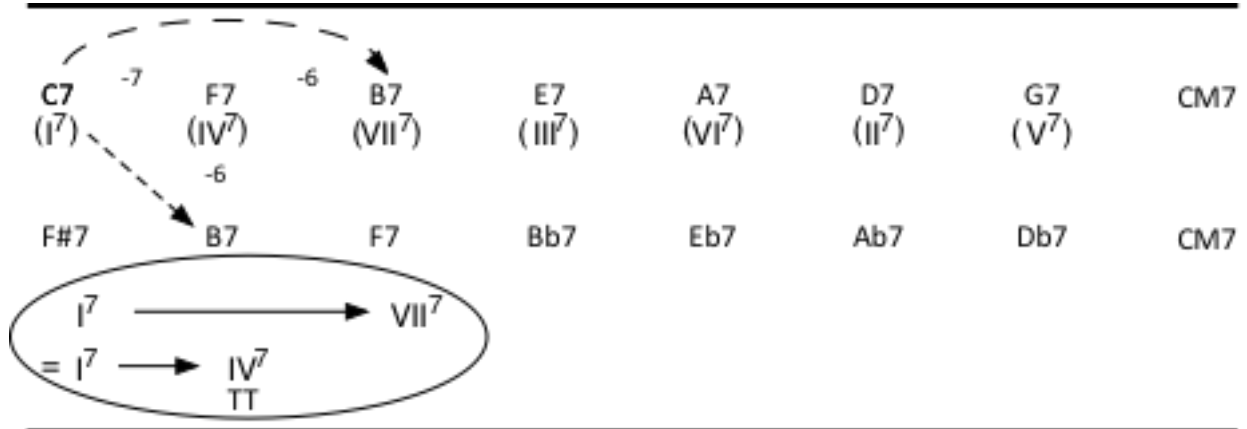 -7 -6
C7 F7 B7 E7 A7 D7 G7 CM7
(I⁷) (IV⁷) (VII⁷) (III⁷) (VI⁷) (II⁷) (V⁷)
-6
F#7 B7 F7 Bb7 Eb7 Ab7 Db7 CM7
I⁷ VII⁷
= I⁷ IV⁷
TT